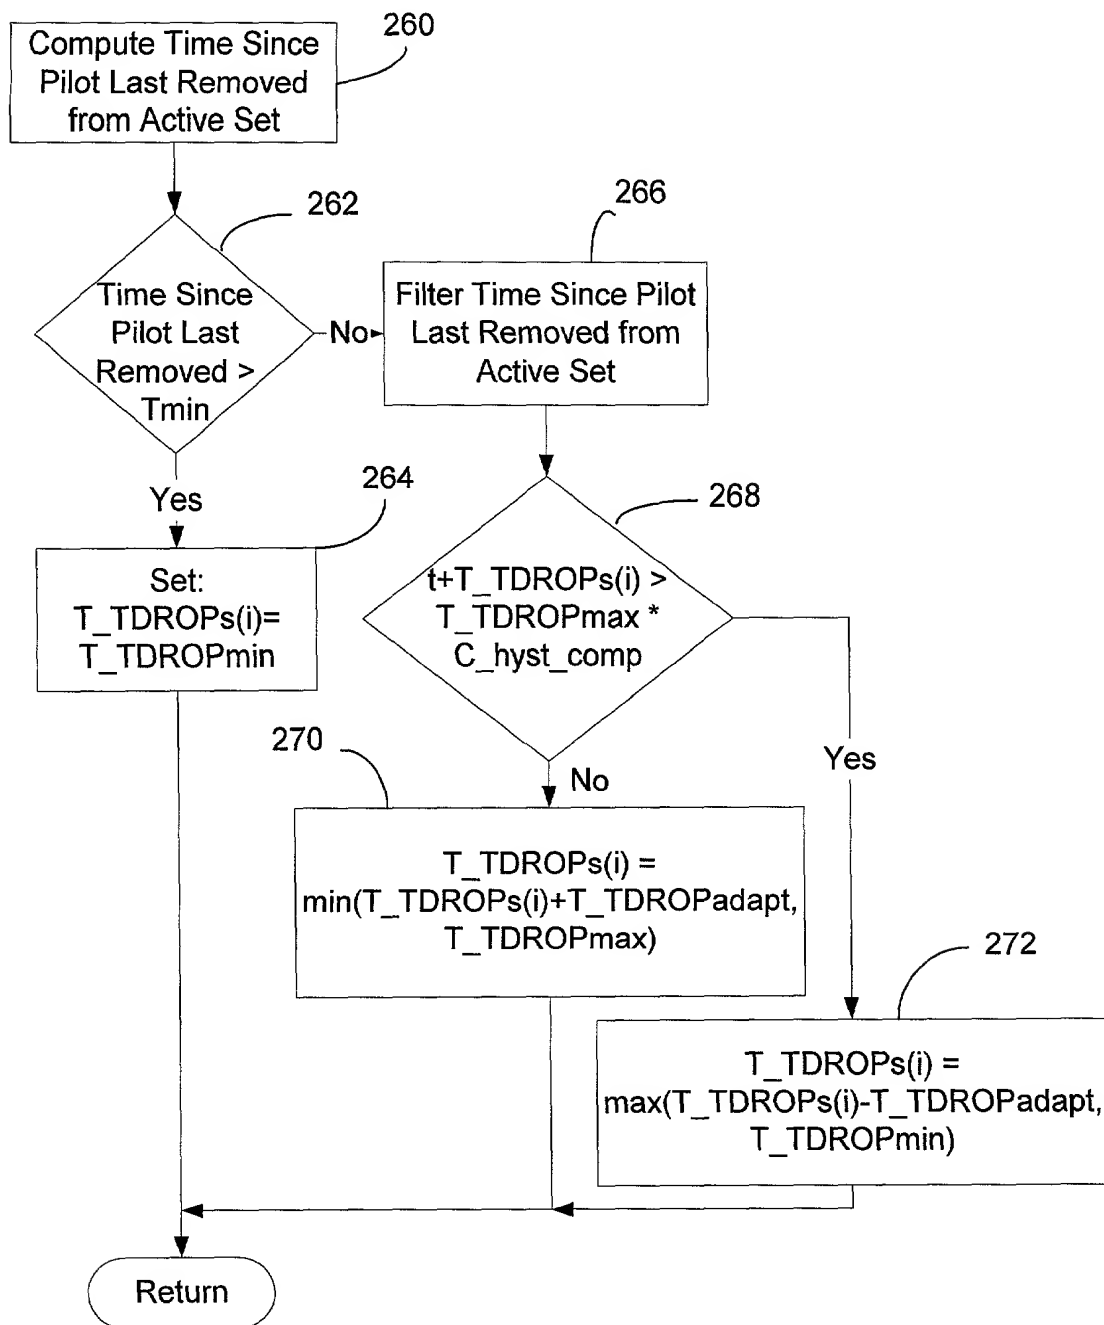 260
Compute Time Since
Pilot Last Removed
from Active Set
262
Time Since
Pilot Last
Removed >
Tmin
No
266
Filter Time Since Pilot
Last Removed from
Active Set
Yes
264
Set:
T_TDROPs(i)=
T_TDROPmin
268
t+T_TDROPs(i) >
T_TDROPmax *
C_hyst_comp
Yes
No
270
T_TDROPs(i) =
min(T_TDROPs(i)+T_TDROPadapt,
T_TDROPmax)
272
T_TDROPs(i) =
max(T_TDROPs(i)-T_TDROPadapt,
T_TDROPmin)
Return